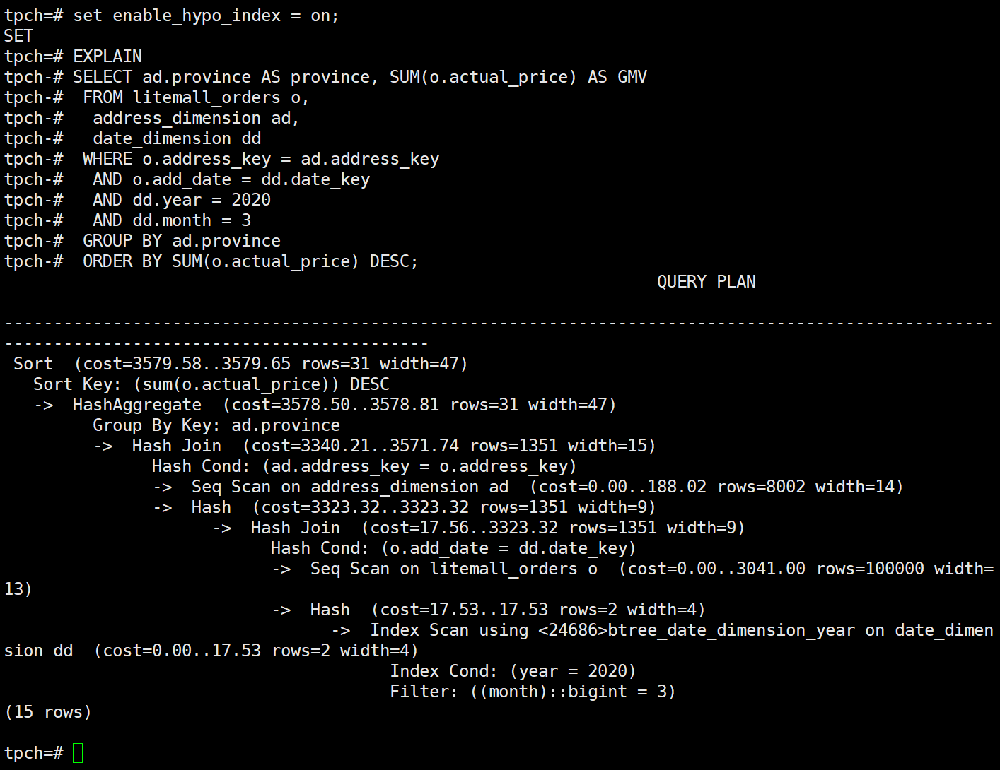 tpch=# set enable_hypo_index = on;
SET
tpch=# EXPLAIN
tpch-# SELECT ad.province AS province, SUM(o.actual_price) AS GMV
tpch-#  FROM litemall_orders o,
tpch-#   address_dimension ad,
tpch-#   date_dimension dd
tpch-#  WHERE o.address_key = ad.address_key
tpch-#   AND o.add_date = dd.date_key
tpch-#   AND dd.year = 2020
tpch-#   AND dd.month = 3
tpch-#  GROUP BY ad.province
tpch-#  ORDER BY SUM(o.actual_price) DESC;
                                                                  QUERY PLAN
----------------------------------------------------------------------------------------------------
-------------------------------------------
 Sort  (cost=3579.58..3579.65 rows=31 width=47)
   Sort Key: (sum(o.actual_price)) DESC
   ->  HashAggregate  (cost=3578.50..3578.81 rows=31 width=47)
         Group By Key: ad.province
         ->  Hash Join  (cost=3340.21..3571.74 rows=1351 width=15)
               Hash Cond: (ad.address_key = o.address_key)
               ->  Seq Scan on address_dimension ad  (cost=0.00..188.02 rows=8002 width=14)
               ->  Hash  (cost=3323.32..3323.32 rows=1351 width=9)
                     ->  Hash Join  (cost=17.56..3323.32 rows=1351 width=9)
                           Hash Cond: (o.add_date = dd.date_key)
                           ->  Seq Scan on litemall_orders o  (cost=0.00..3041.00 rows=100000 width=
13)
                           ->  Hash  (cost=17.53..17.53 rows=2 width=4)
                                 ->  Index Scan using <24686>btree_date_dimension_year on date_dimen
sion dd  (cost=0.00..17.53 rows=2 width=4)
                                       Index Cond: (year = 2020)
                                       Filter: ((month)::bigint = 3)
(15 rows)
tpch=#